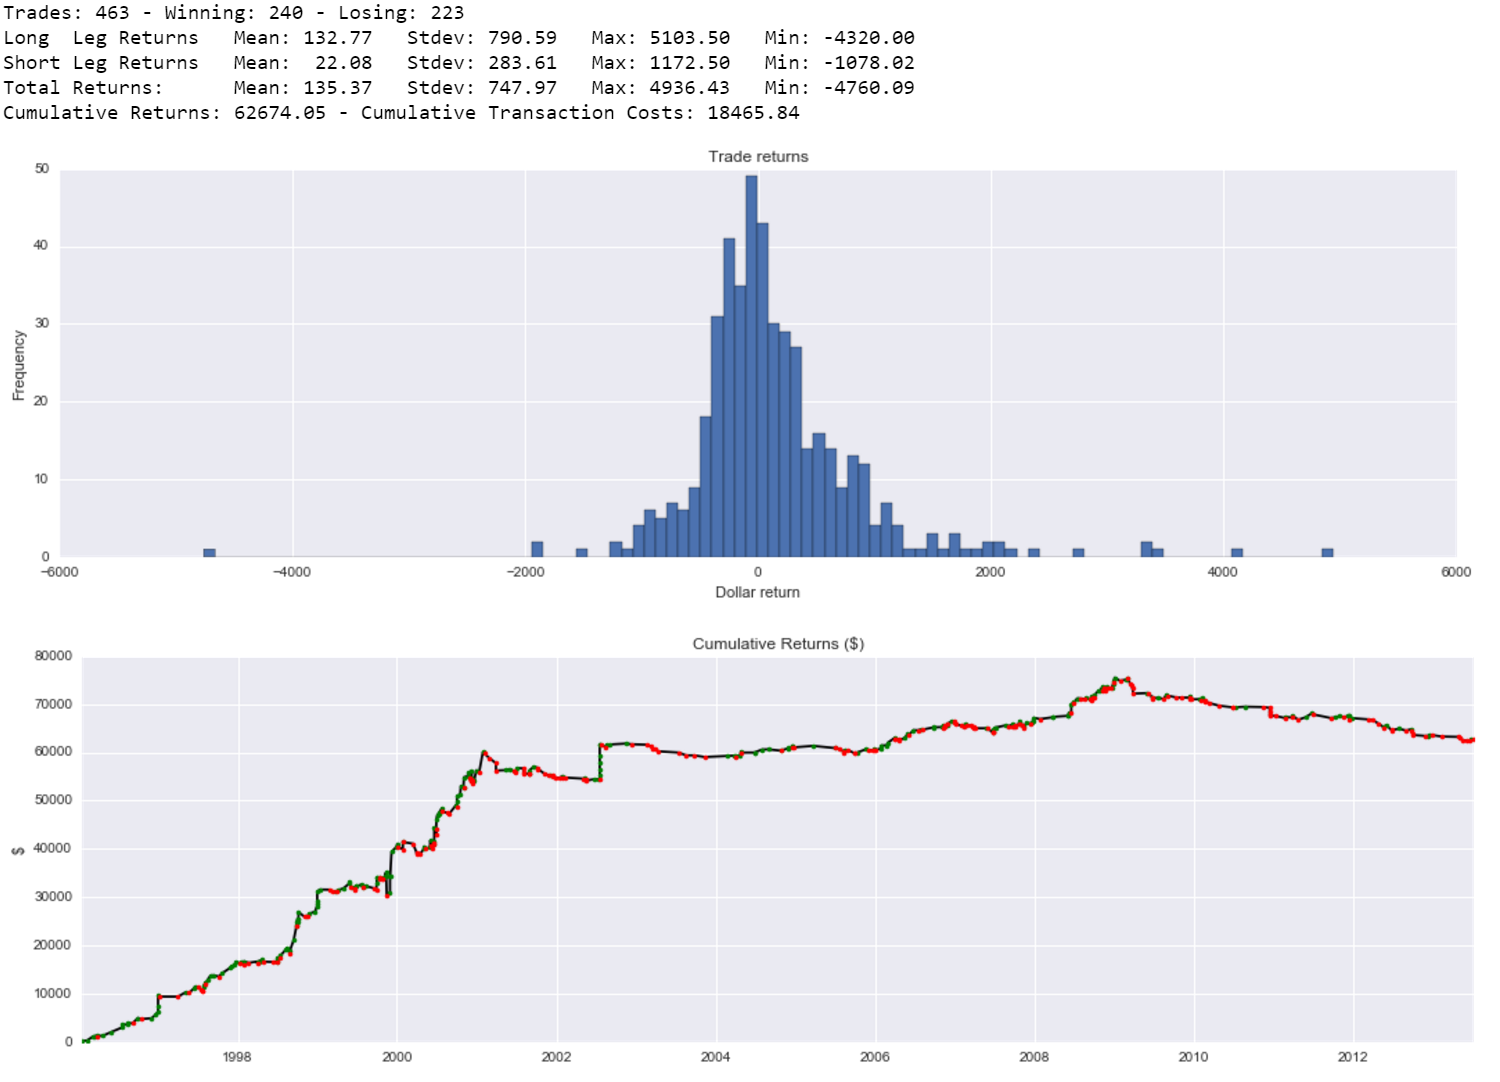 Trades: 463 - Winning: 240 - Losing: 223
Long  Leg Returns   Mean: 132.77   Stdev: 790.59   Max: 5103.50   Min: -4320.00
Short Leg Returns   Mean:  22.08   Stdev: 283.61   Max: 1172.50   Min: -1078.02
Total Returns:      Mean: 135.37   Stdev: 747.97   Max: 4936.43   Min: -4760.09
Cumulative Returns: 62674.05 - Cumulative Transaction Costs: 18465.84
Trade returns
50
40
30
20
10
0
Frequency
−6000 −4000 −2000 0 2000 4000 6000
Dollar return
Cumulative Returns ($)
80000
70000
60000
50000
40000
30000
20000
10000
0
$
1998 2000 2002 2004 2006 2008 2010 2012